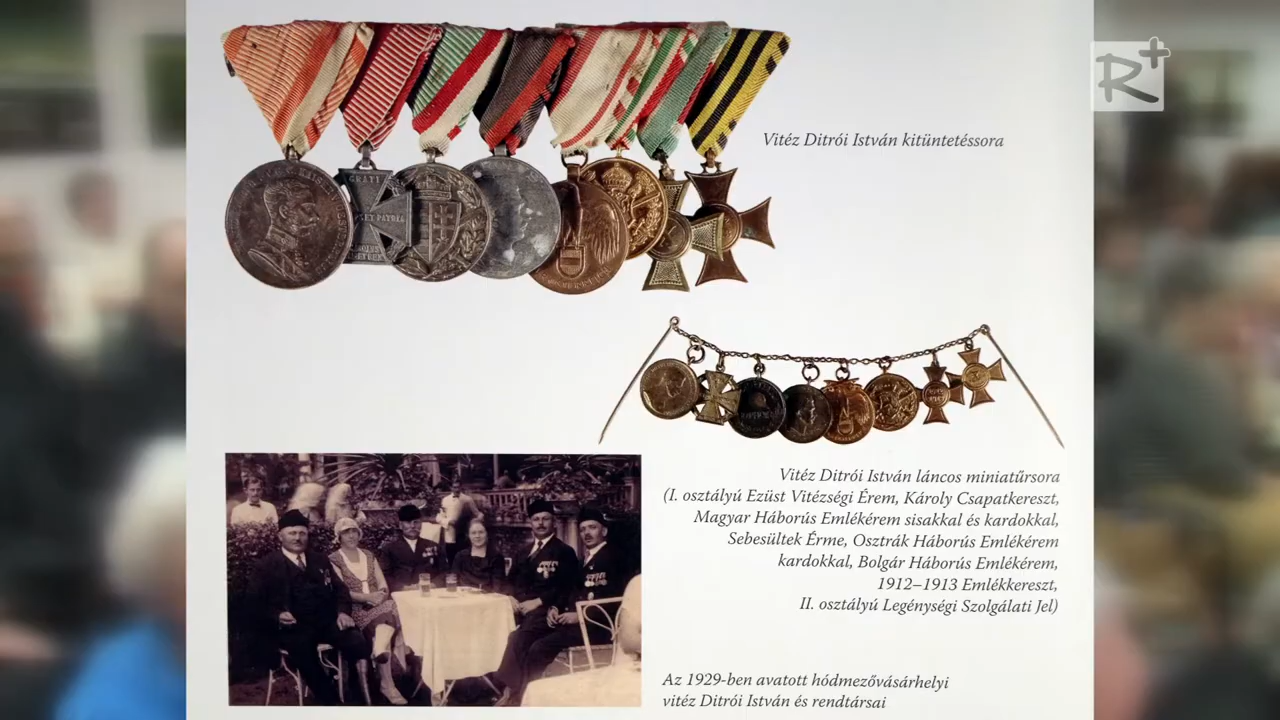 R+
Vitéz Ditrói István kitüntetéssora
GRATI
Vitéz Ditrói István láncos miniatűrsora
(I. osztályú Ezüst Vitézségi Érem, Károly Csapatkereszt,
Magyar Háborús Emlékérem sisakkal és kardokkal,
Sebesültek Érme, Osztrák Háborús Emlékérem
kardokkal, Bolgár Háborús Emlékérem,
1912–1913 Emlékkereszt,
II. osztályú Legénységi Szolgálati Jel)
Az 1929-ben avatott hódmezővásárhelyi
vitéz Ditrói István és rendtársai